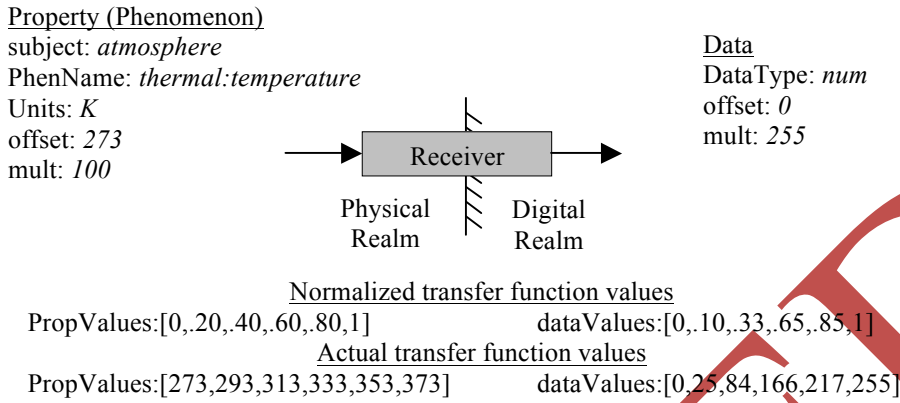 Property (Phenomenon)
subject: atmosphere
PhenName: thermal:temperature
Units: K
offset: 273
mult: 100
Data
DataType: num
offset: 0
mult: 255
Receiver
Physical
Realm
Digital
Realm
Normalized transfer function values
PropValues:[0,.20,.40,.60,.80,1] dataValues:[0,.10,.33,.65,.85,1]
Actual transfer function values
PropValues:[273,293,313,333,353,373] dataValues:[0,25,84,166,217,255]